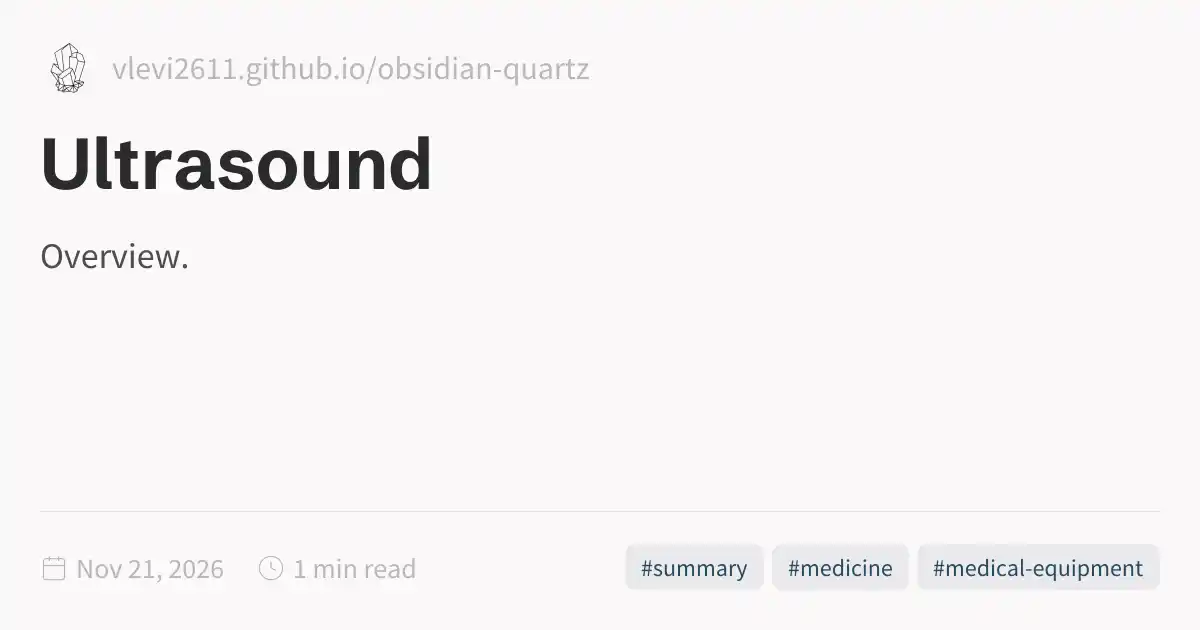 vlevi2611.github.io/obsidian-quartz
Ultrasound
Overview.
Nov 21, 2026 1 min read #summary #medicine #medical-equipment